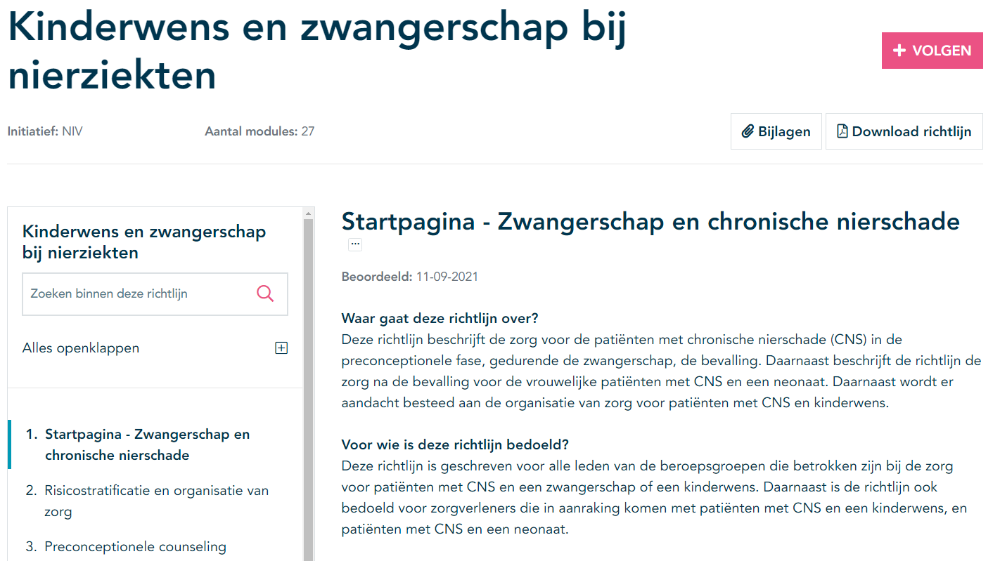 Kinderwens en zwangerschap bij
nierziekten
+ VOLGEN
Initiatief: NIV
Aantal modules: 27
Bijlagen
Download richtlijn
Kinderwens en zwangerschap
bij nierziekten
Zoeken binnen deze richtlijn
Alles openklappen
1. Startpagina - Zwangerschap en
chronische nierschade
2. Risicostratificatie en organisatie van
zorg
3. Preconceptionele counseling
Startpagina - Zwangerschap en chronische nierschade
...
Beoordeeld: 11-09-2021
Waar gaat deze richtlijn over?
Deze richtlijn beschrijft de zorg voor de patiënten met chronische nierschade (CNS) in de
preconceptionele fase, gedurende de zwangerschap, de bevalling. Daarnaast beschrijft de richtlijn de
zorg na de bevalling voor de vrouwelijke patiënten met CNS en een neonaat. Daarnaast wordt er
aandacht besteed aan de organisatie van zorg voor patiënten met CNS en kinderwens.
Voor wie is deze richtlijn bedoeld?
Deze richtlijn is geschreven voor alle leden van de beroepsgroepen die betrokken zijn bij de zorg
voor patiënten met CNS en een zwangerschap of een kinderwens. Daarnaast is de richtlijn ook
bedoeld voor zorgverleners die in aanraking komen met patiënten met CNS en een kinderwens, en
patiënten met CNS en een neonaat.